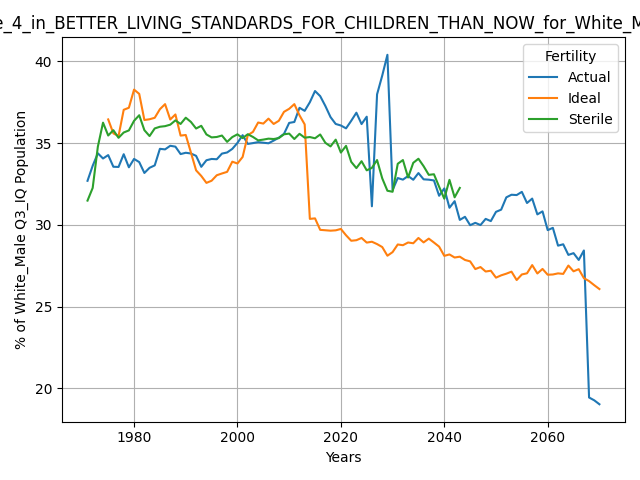 e_4_in_BETTER_LIVING_STANDARDS_FOR_CHILDREN_THAN_NOW_for_White_M
Fertility
Actual
Ideal
Sterile
% of White_Male Q3_IQ Population
40
35
30
25
20
1980
2000
2020
2040
2060
Years